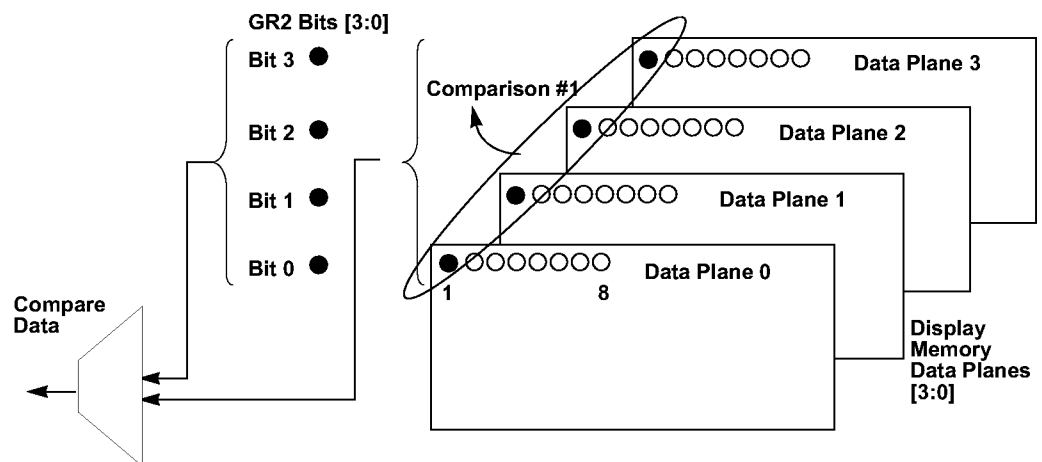 GR2 Bits [3:0]
Bit 3
Bit 2
Bit 1
Bit 0
Comparison #1
Data Plane 3
Data Plane 2
Data Plane 1
Data Plane 0
1
8
Compare
Data
Display
Memory
Data Planes
[3:0]